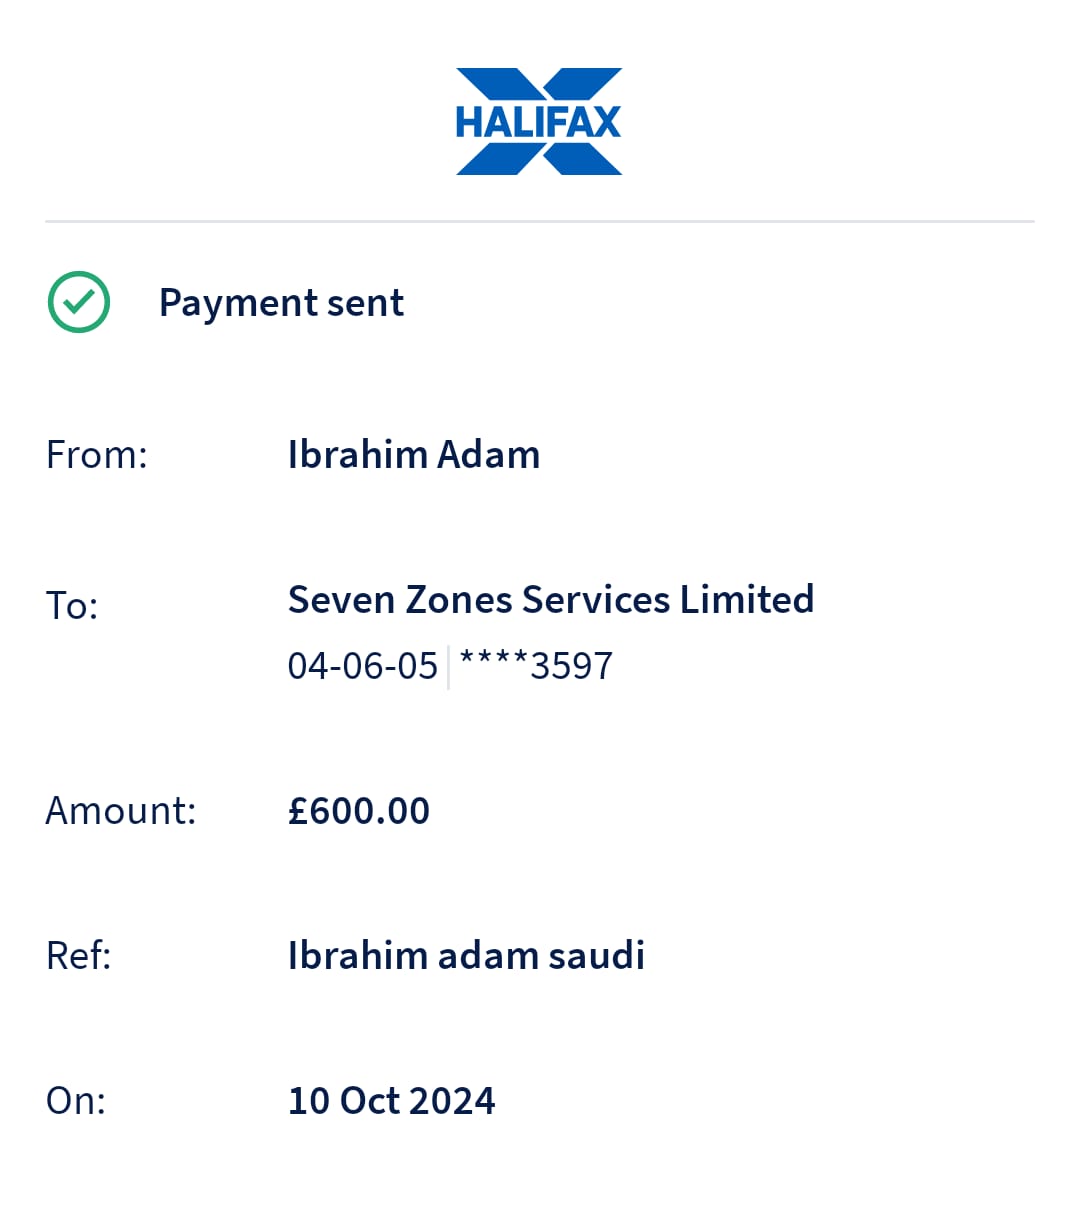 HALIFAX
Payment sent
From: Ibrahim Adam
To: Seven Zones Services Limited
04-06-05 | ****3597
Amount: £600.00
Ref: Ibrahim adam saudi
On: 10 Oct 2024